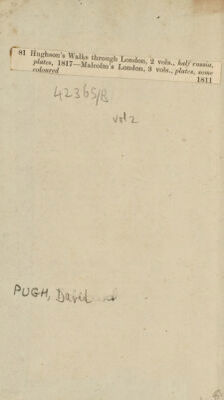 81 Hughson's Walks through London, 2 vols., half russia,
plates, 1817—Malcolm's London, 3 vols., plates, some
coloured 1811
42365/B
vol 2
PUGH, David